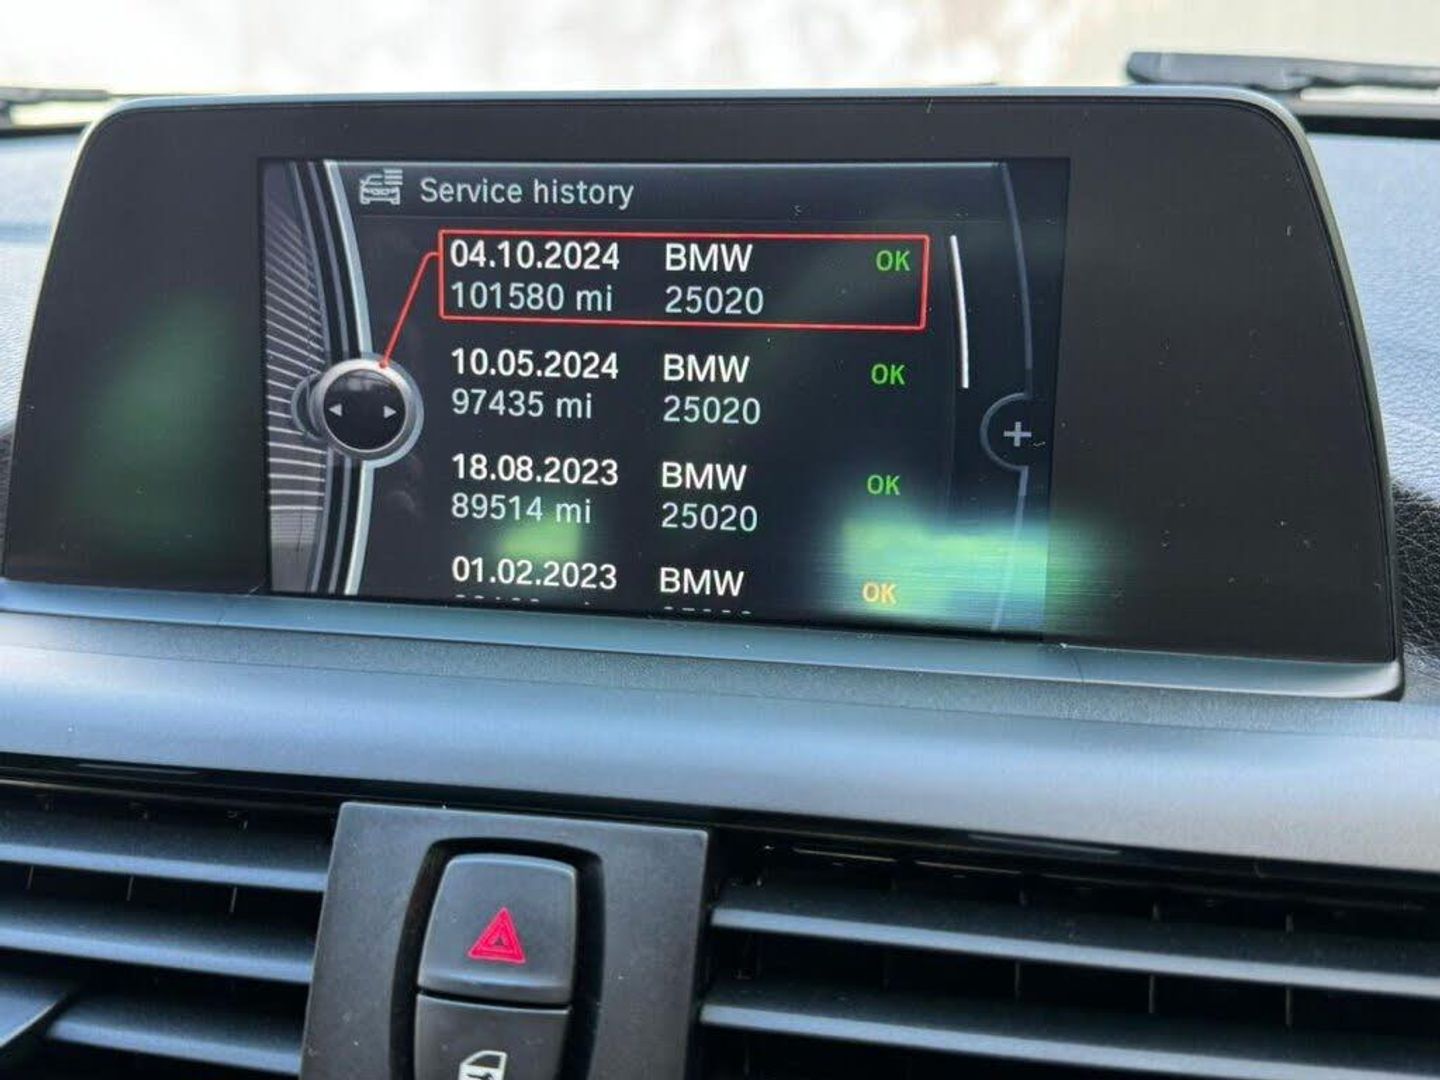 Service history
04.10.2024 BMW OK
101580 mi 25020
10.05.2024 BMW OK
97435 mi 25020
18.08.2023 BMW OK
89514 mi 25020
01.02.2023 BMW OK